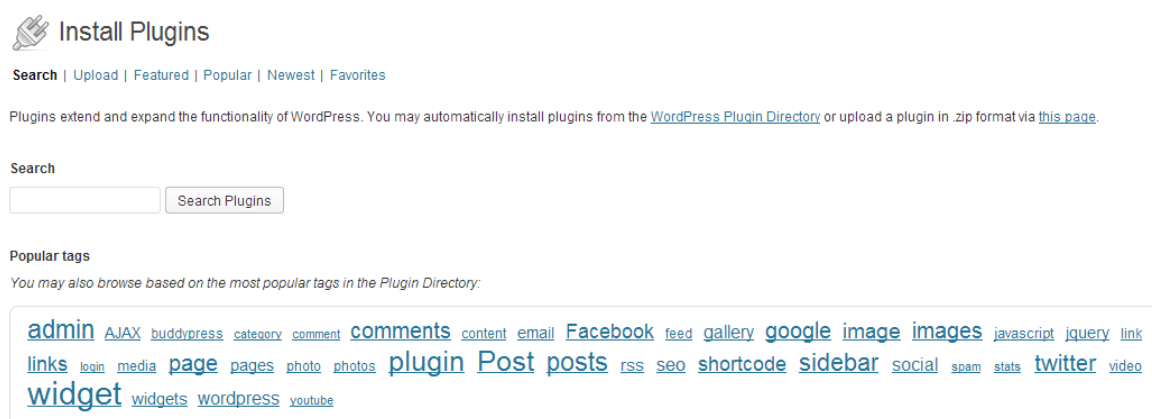 Install Plugins
Search | Upload | Featured | Popular | Newest | Favorites
Plugins extend and expand the functionality of WordPress. You may automatically install plugins from the WordPress Plugin Directory or upload a plugin in .zip format via this page.
Search
Search Plugins
Popular tags
You may also browse based on the most popular tags in the Plugin Directory:
admin AJAX buddypress category comment comments content email Facebook feed gallery google image images javascript jquery link
links login media page pages photo photos plugin Post posts rss seo shortcode sidebar social spam stats twitter video
widget widgets wordpress youtube